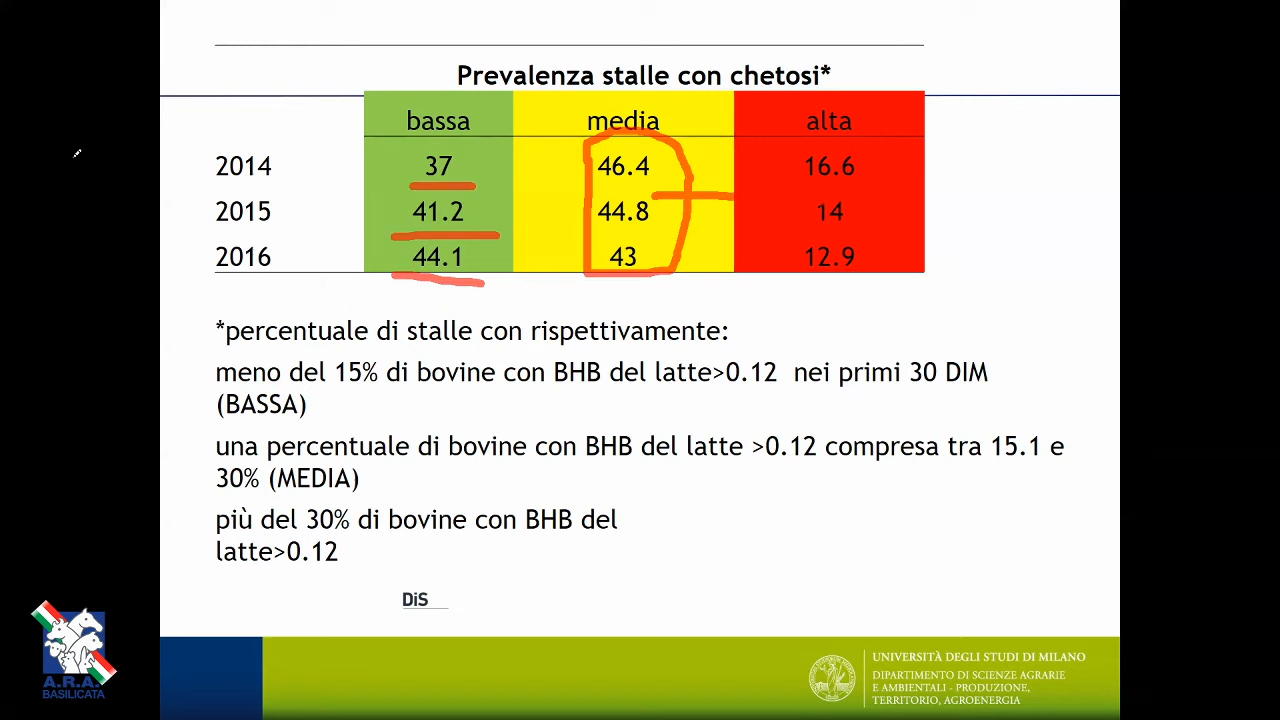 Prevalenza stalle con chetosi*
bassa media alta
2014 37 46.4 16.6
2015 41.2 44.8 14
2016 44.1 43 12.9
*percentuale di stalle con rispettivamente:
meno del 15% di bovine con BHB del latte>0.12 nei primi 30 DIM
(BASSA)
una percentuale di bovine con BHB del latte >0.12 compresa tra 15.1 e
30% (MEDIA)
più del 30% di bovine con BHB del
latte>0.12
DiS
A.R.A.
BASILICATA
UNIVERSITÀ DEGLI STUDI DI MILANO
DIPARTIMENTO DI SCIENZE AGRARIE
E AMBIENTALI - PRODUZIONE,
TERRITORIO, AGROENERGIA